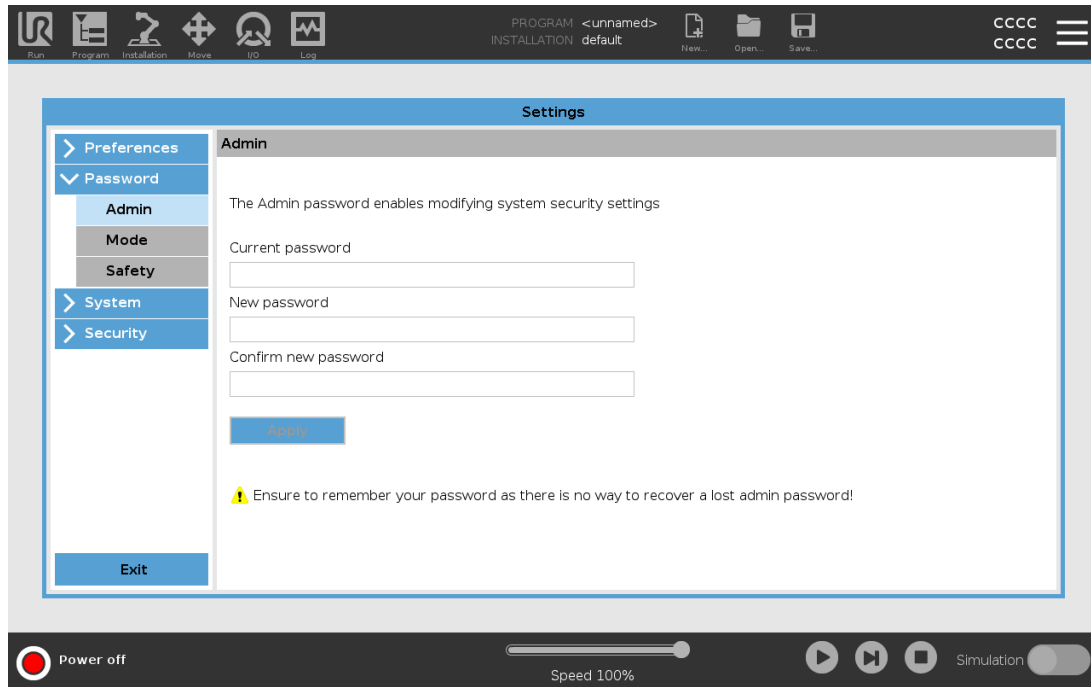 PROGRAM <unnamed>
INSTALLATION default
CCCC
CCCC
Run Program Installation Move I/O Log New... Open... Save...
Settings
Preferences
Password
Admin
Mode
Safety
System
Security
Exit
Admin
The Admin password enables modifying system security settings
Current password
New password
Confirm new password
Apply
Ensure to remember your password as there is no way to recover a lost admin password!
Power off
Speed 100%
Simulation